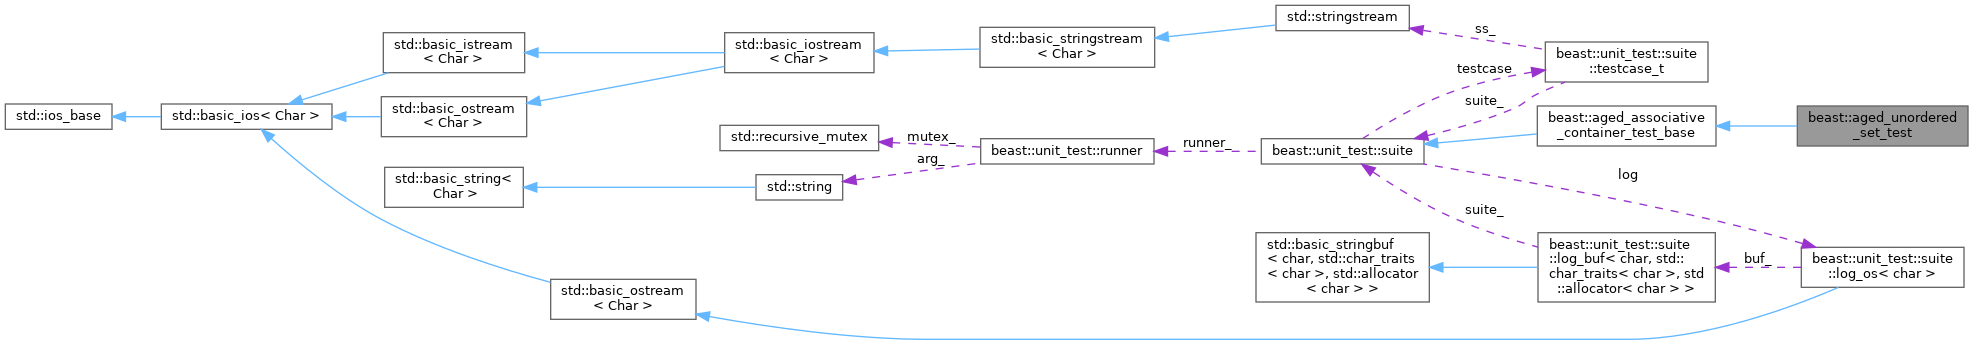 std::ios_base
std::basic_ios< Char >
std::basic_istream
< Char >
std::basic_ostream
< Char >
std::basic_string<
Char >
std::basic_ostream
< Char >
std::basic_iostream
< Char >
std::recursive_mutex
std::string
std::basic_stringstream
< Char >
beast::unit_test::runner
mutex_
arg_
std::stringstream
ss_
testcase
suite_
runner_
beast::unit_test::suite
suite_
std::basic_stringbuf
< char, std::char_traits
< char >, std::allocator
< char > >
beast::unit_test::suite
::testcase_t
beast::aged_associative
_container_test_base
log
beast::unit_test::suite
::log_buf< char, std::
char_traits< char >, std
::allocator< char > >
buf_
beast::aged_unordered
_set_test
beast::unit_test::suite
::log_os< char >